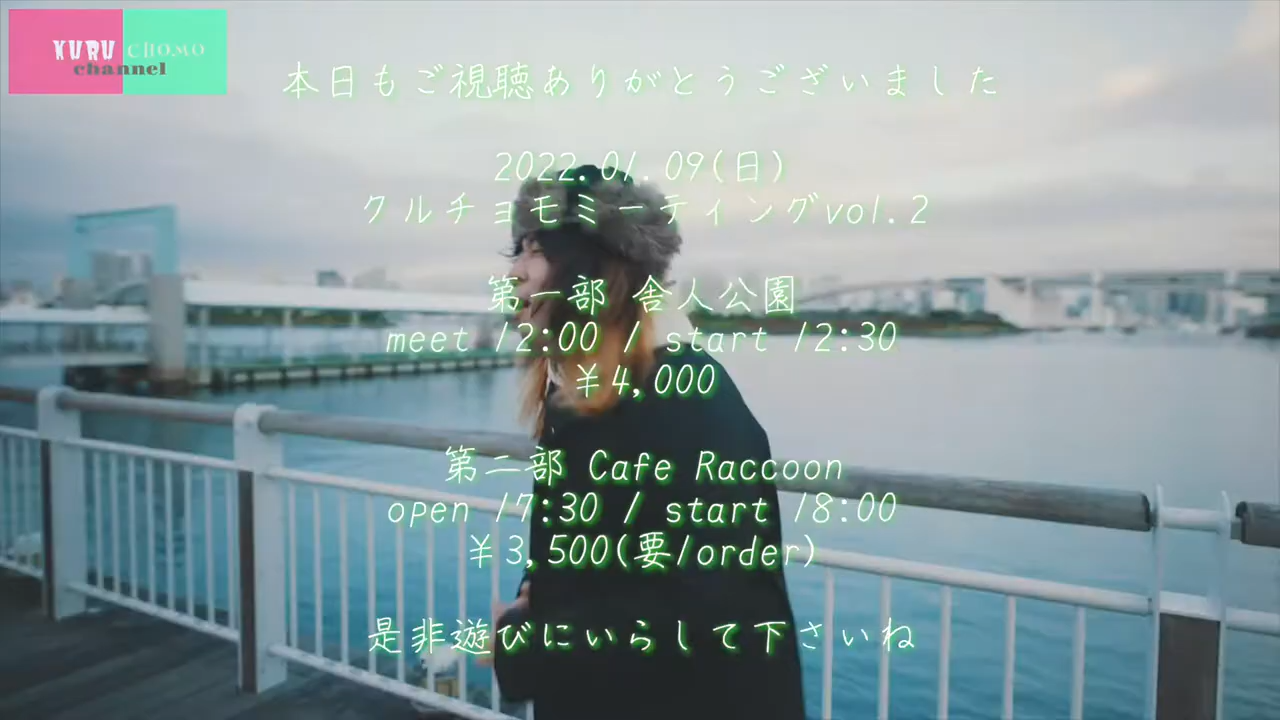 KURU CHOMO
channel
本日もご視聴ありがとうございました
2022.01.09(日)
クルチョモミーティングvol.2
第一部 舎人公園
meet 12:00 / start 12:30
￥4,000
第二部 Cafe Raccoon
open 17:30 / start 18:00
￥3,500(要1order)
是非遊びにいらして下さいね